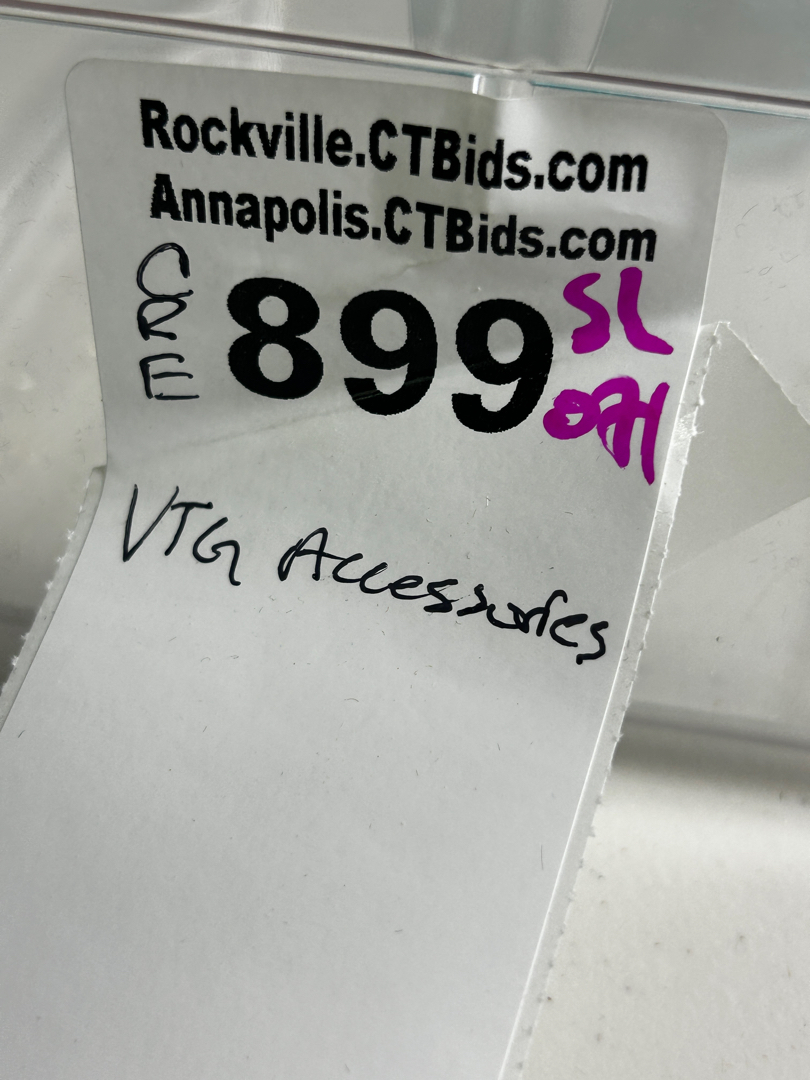 Rockville.CTBids.com
Annapolis.CTBids.com
CRE
899
SL
VTG Accessories